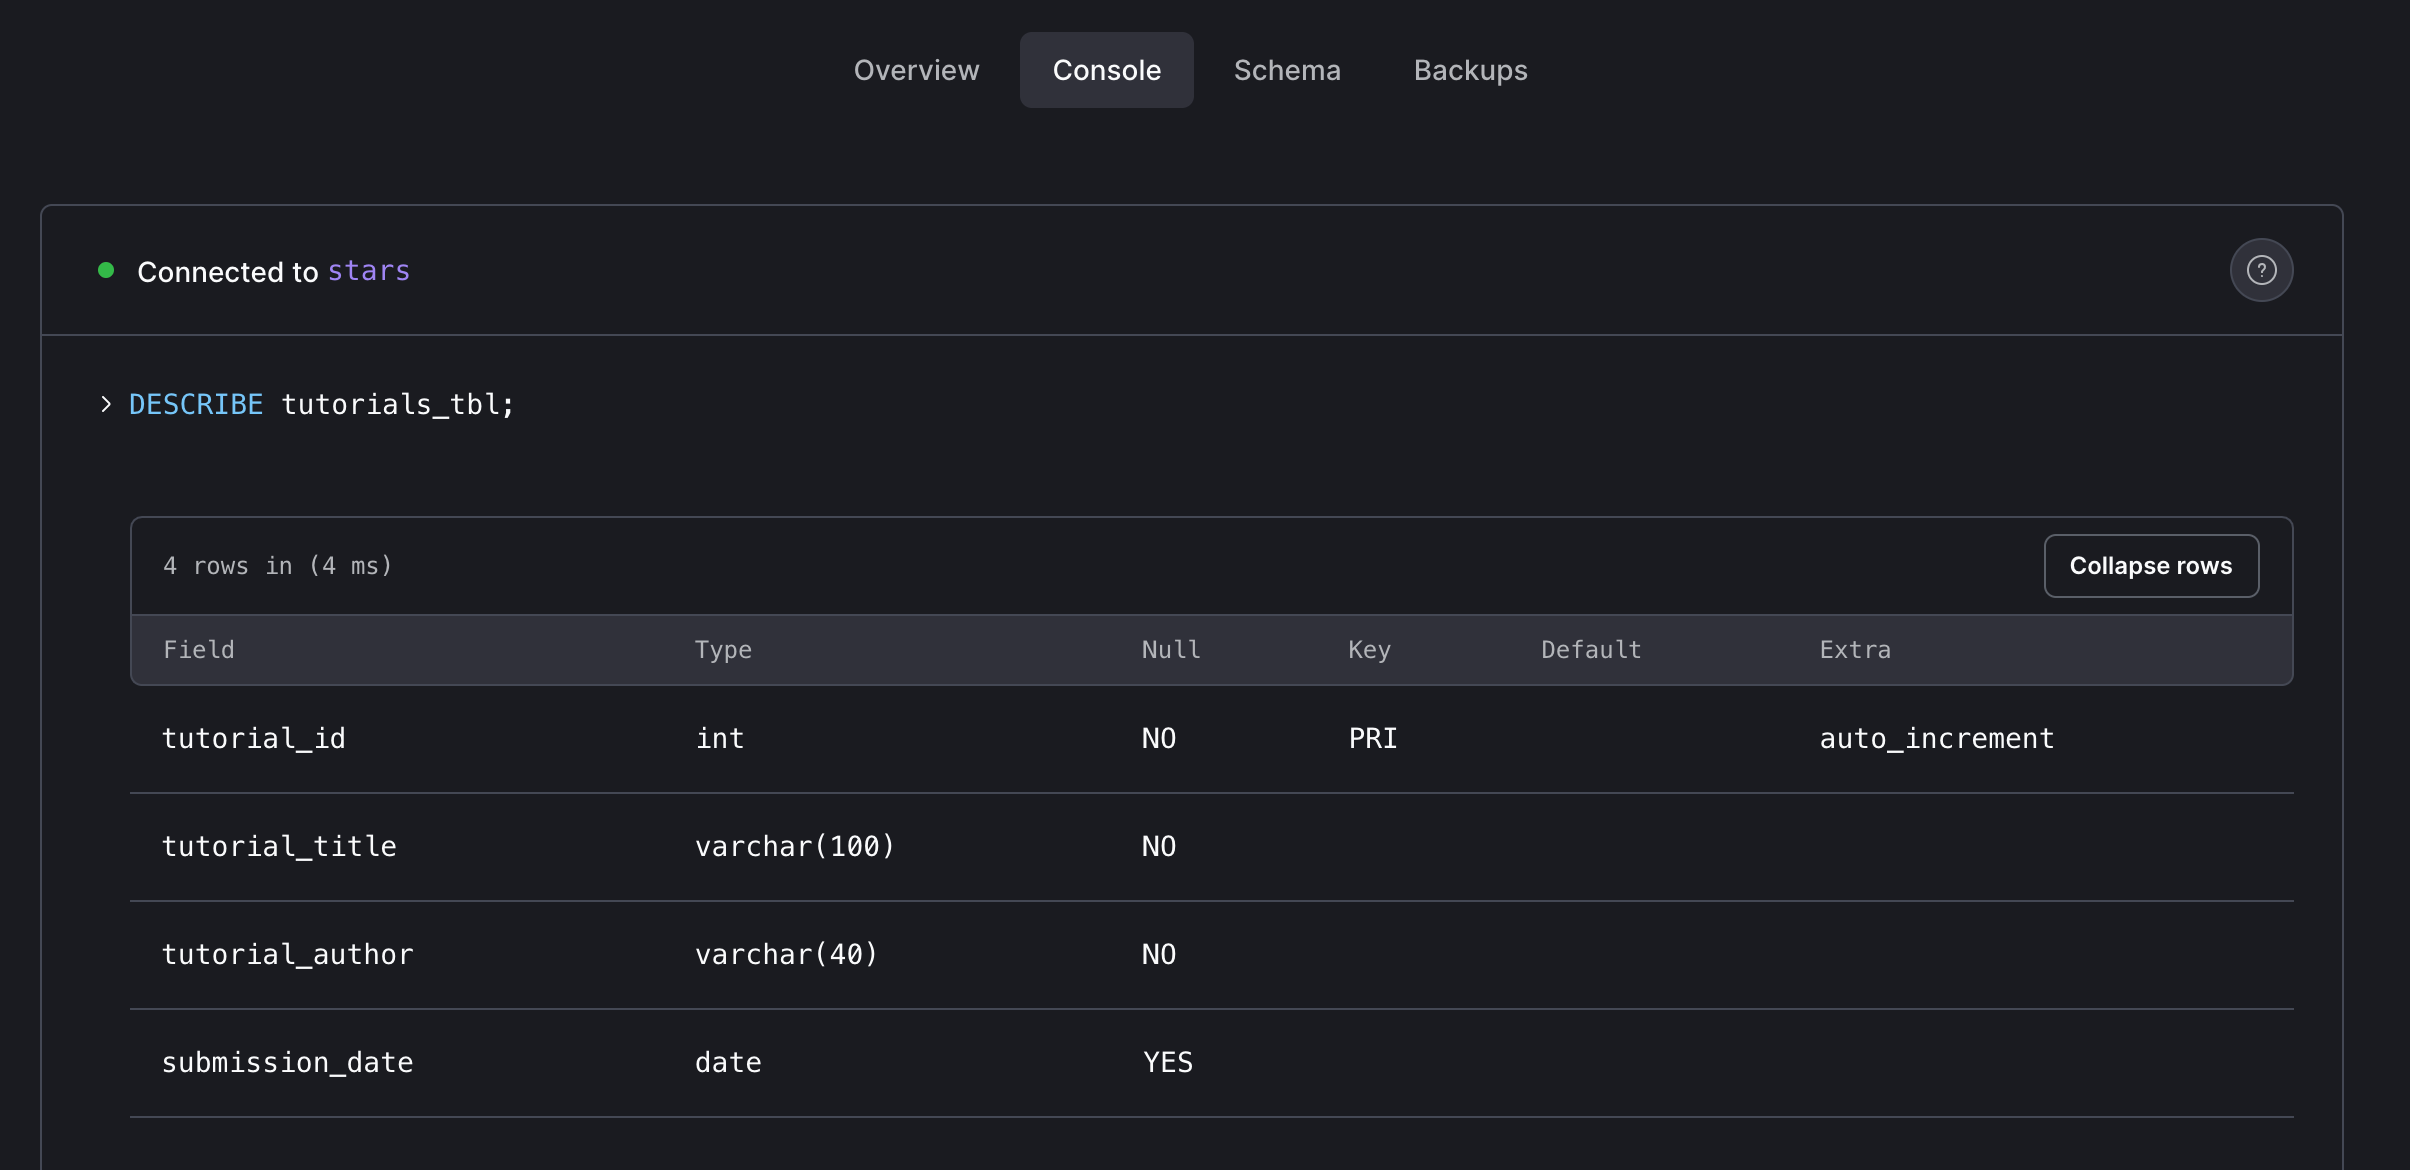 Overview Console Schema Backups
Connected to stars
> DESCRIBE tutorials_tbl;
4 rows in (4 ms) Collapse rows
Field Type Null Key Default Extra
tutorial_id int NO PRI auto_increment
tutorial_title varchar(100) NO
tutorial_author varchar(40) NO
submission_date date YES